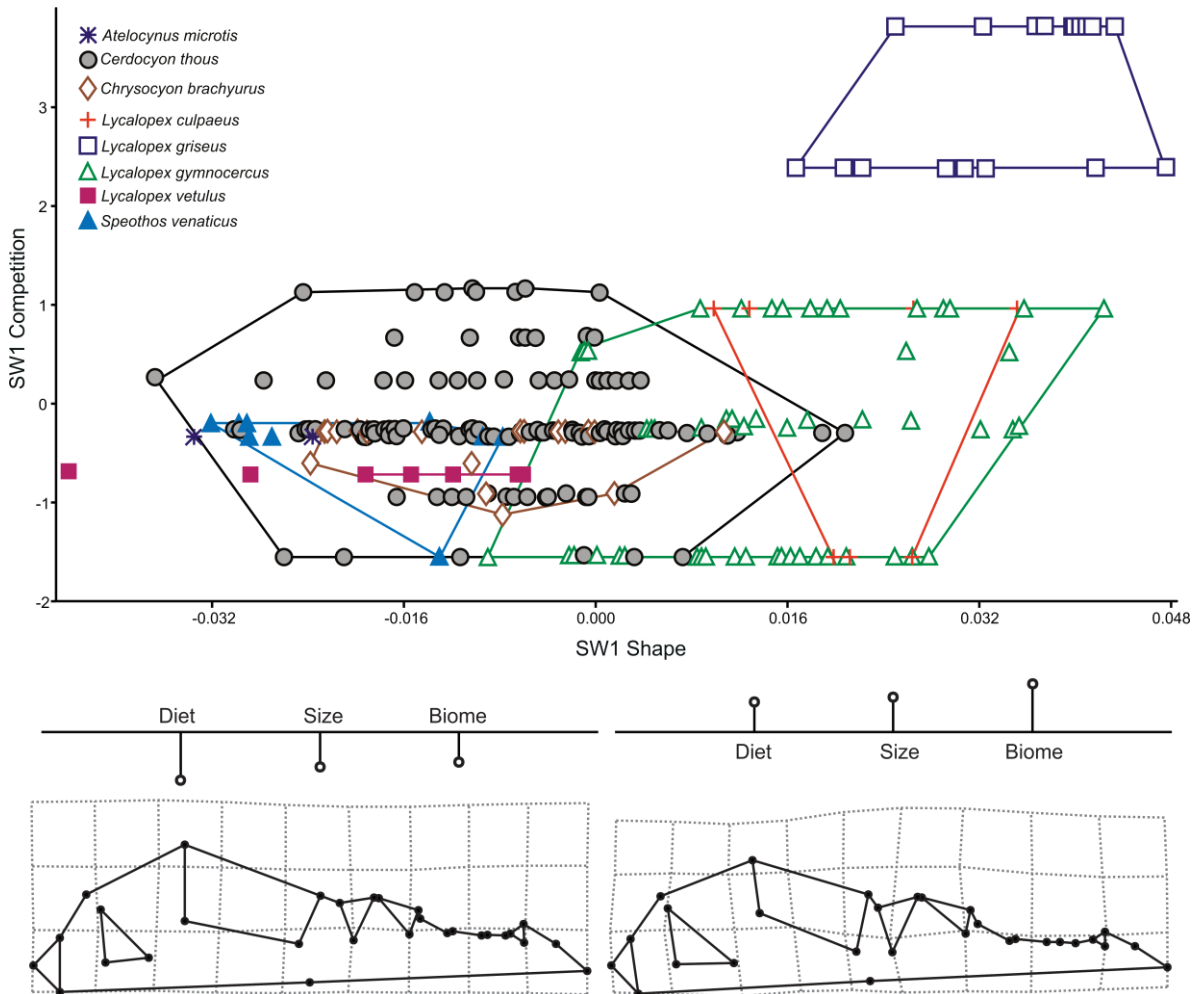 Atelocynus microtis
Cerdocyon thous
Chrysocyon brachyurus
Lycalopex culpaeus
Lycalopex griseus
Lycalopex gymnocercus
Lycalopex vetulus
Speothos venaticus
SW1 Competition
3
2
1
0
-1
-2
-0.032 -0.016 0.000 0.016 0.032 0.048
SW1 Shape
Diet Size Biome
Diet Size Biome